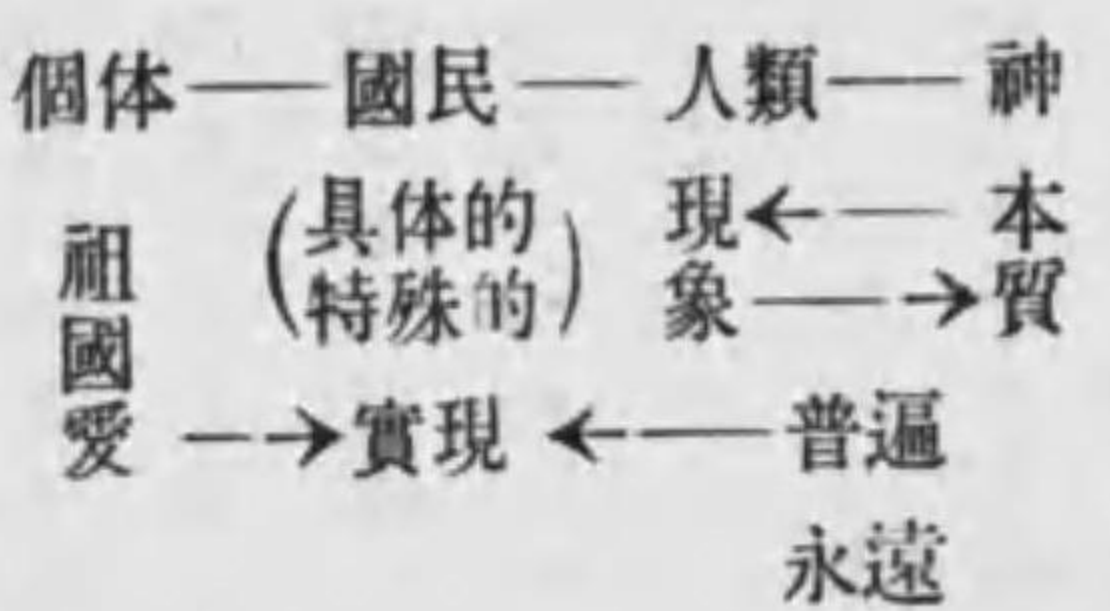 個体 ── 國民 ── 人類 ── 神
祖國愛
(具体的
特殊的)
現象
本質
實現
普遍
永遠